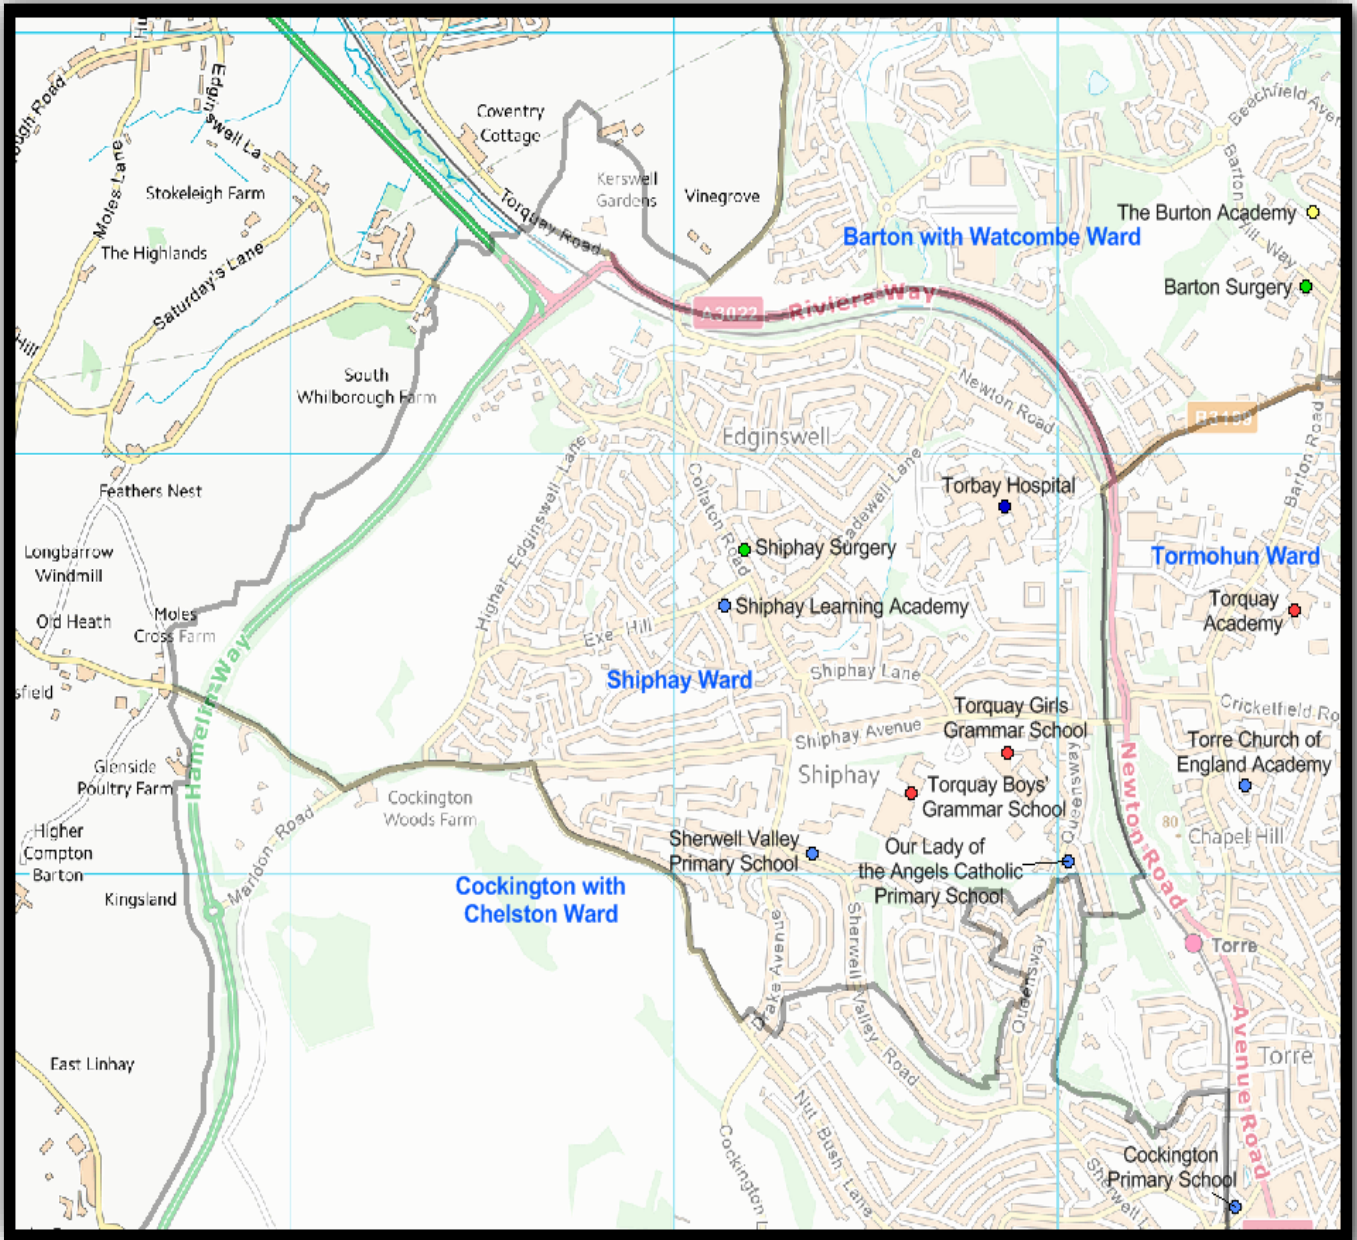 Edginswell La
Coventry
Cottage
Beechfield Aven
Moles Lane
Stokeleigh Farm
Kerswell
Gardens
Vinegrove
Torquay Road
Barton Hill Way
The Burton Academy
Barton with Watcombe Ward
The Highlands
Saturday's Lane
Barton Surgery
A3022
Riviera Way
Hill
South
Whilborough Farm
Newton Road
B3199
Edginswell
Barton Road
Higher Edginswell Lane
Collaton Road
Cadewell Lane
Torbay Hospital
Feathers Nest
Longbarrow
Windmill
Shiphay Surgery
Tormohun Ward
Old Heath
Moles
Cross Farm
Shiphay Learning Academy
Torquay
Academy
Exe Hill
Hamelin Way
Shiphay Ward
Shiphay Lane
sfield
Torquay Girls
Grammar School
Cricketfield Ro
Shiphay Avenue
Torre Church of
England Academy
Glenside
Poultry Farm
Shiphay
Queensway
Newton Road
Torquay Boys'
Grammar School
Cockington
Woods Farm
Marldon Road
80
Chapel Hill
Higher
Compton
Barton
Sherwell Valley
Primary School
Our Lady of
the Angels Catholic
Primary School
Kingsland
Cockington with
Chelston Ward
Drake Avenue
Sherwell Valley Road
Queensway
Torre
East Linhay
Avenue Road
Torre
Nut Bush Lane
Cockington L
Cockington
Primary School
Sherwell L